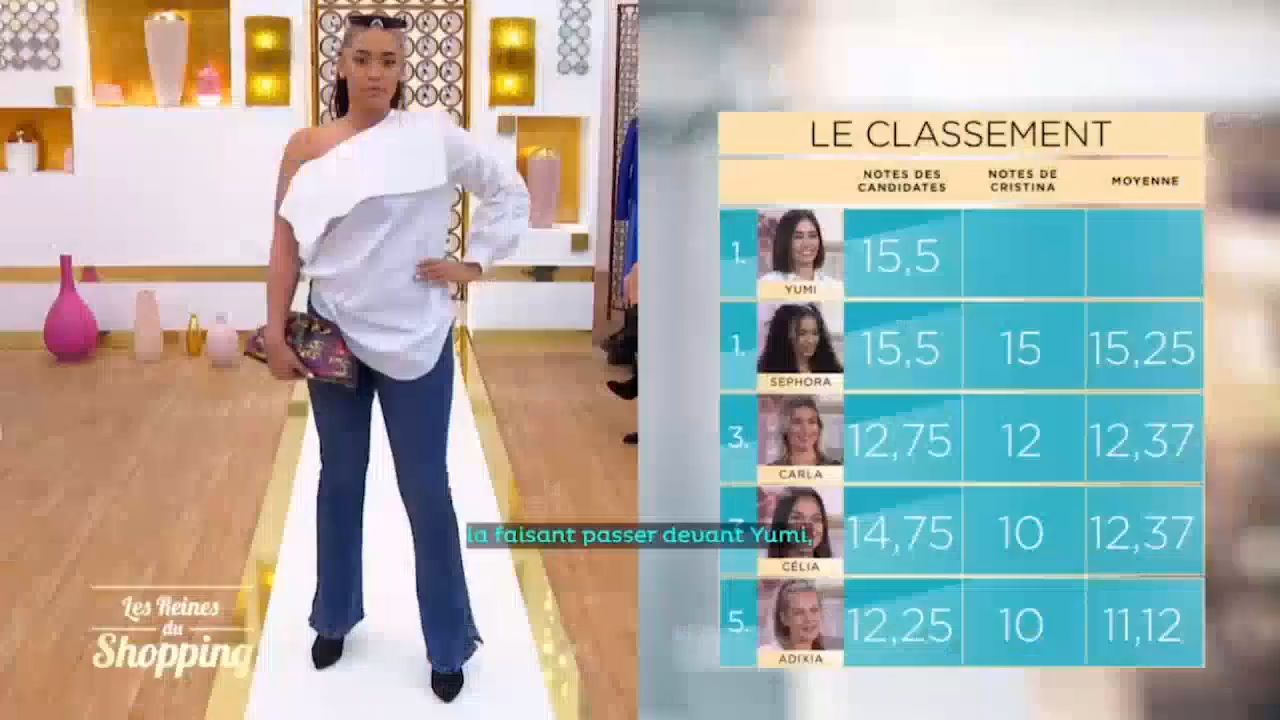 LE CLASSEMENT
NOTES DES CANDIDATES
NOTES DE CRISTINA
MOYENNE
1.
YUMI
15,5
1.
SEPHORA
15,5
15
15,25
3.
CARLA
12,75
12
12,37
CÉLIA
14,75
10
12,37
5.
ADIXIA
12,25
10
11,12
la faisant passer devant Yumi,
Les Reines
du
Shopping